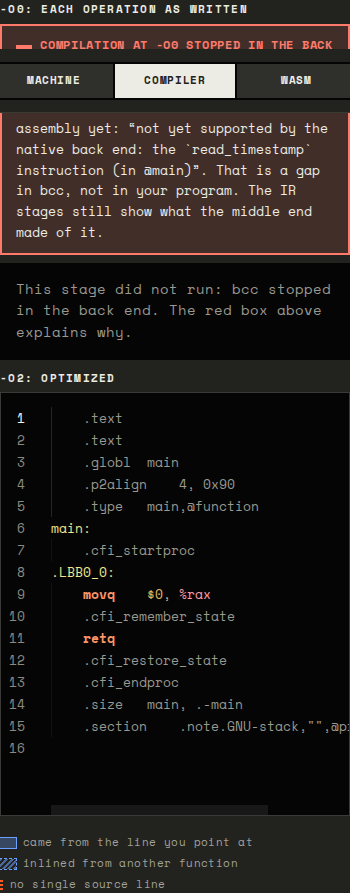 -O0: EACH OPERATION AS WRITTEN
COMPILATION AT -O0 STOPPED IN THE BACK
MACHINE COMPILER WASM
assembly yet: “not yet supported by the
native back end: the `read_timestamp`
instruction (in @main)”. That is a gap
in bcc, not in your program. The IR
stages still show what the middle end
made of it.
This stage did not run: bcc stopped
in the back end. The red box above
explains why.
-O2: OPTIMIZED
1 .text
2 .text
3 .globl main
4 .p2align 4, 0x90
5 .type main,@function
6 main:
7 .cfi_startproc
8 .LBB0_0:
9 movq $0, %rax
10 .cfi_remember_state
11 retq
12 .cfi_restore_state
13 .cfi_endproc
14 .size main, .-main
15 .section .note.GNU-stack,"",@p
16
came from the line you point at
inlined from another function
no single source line